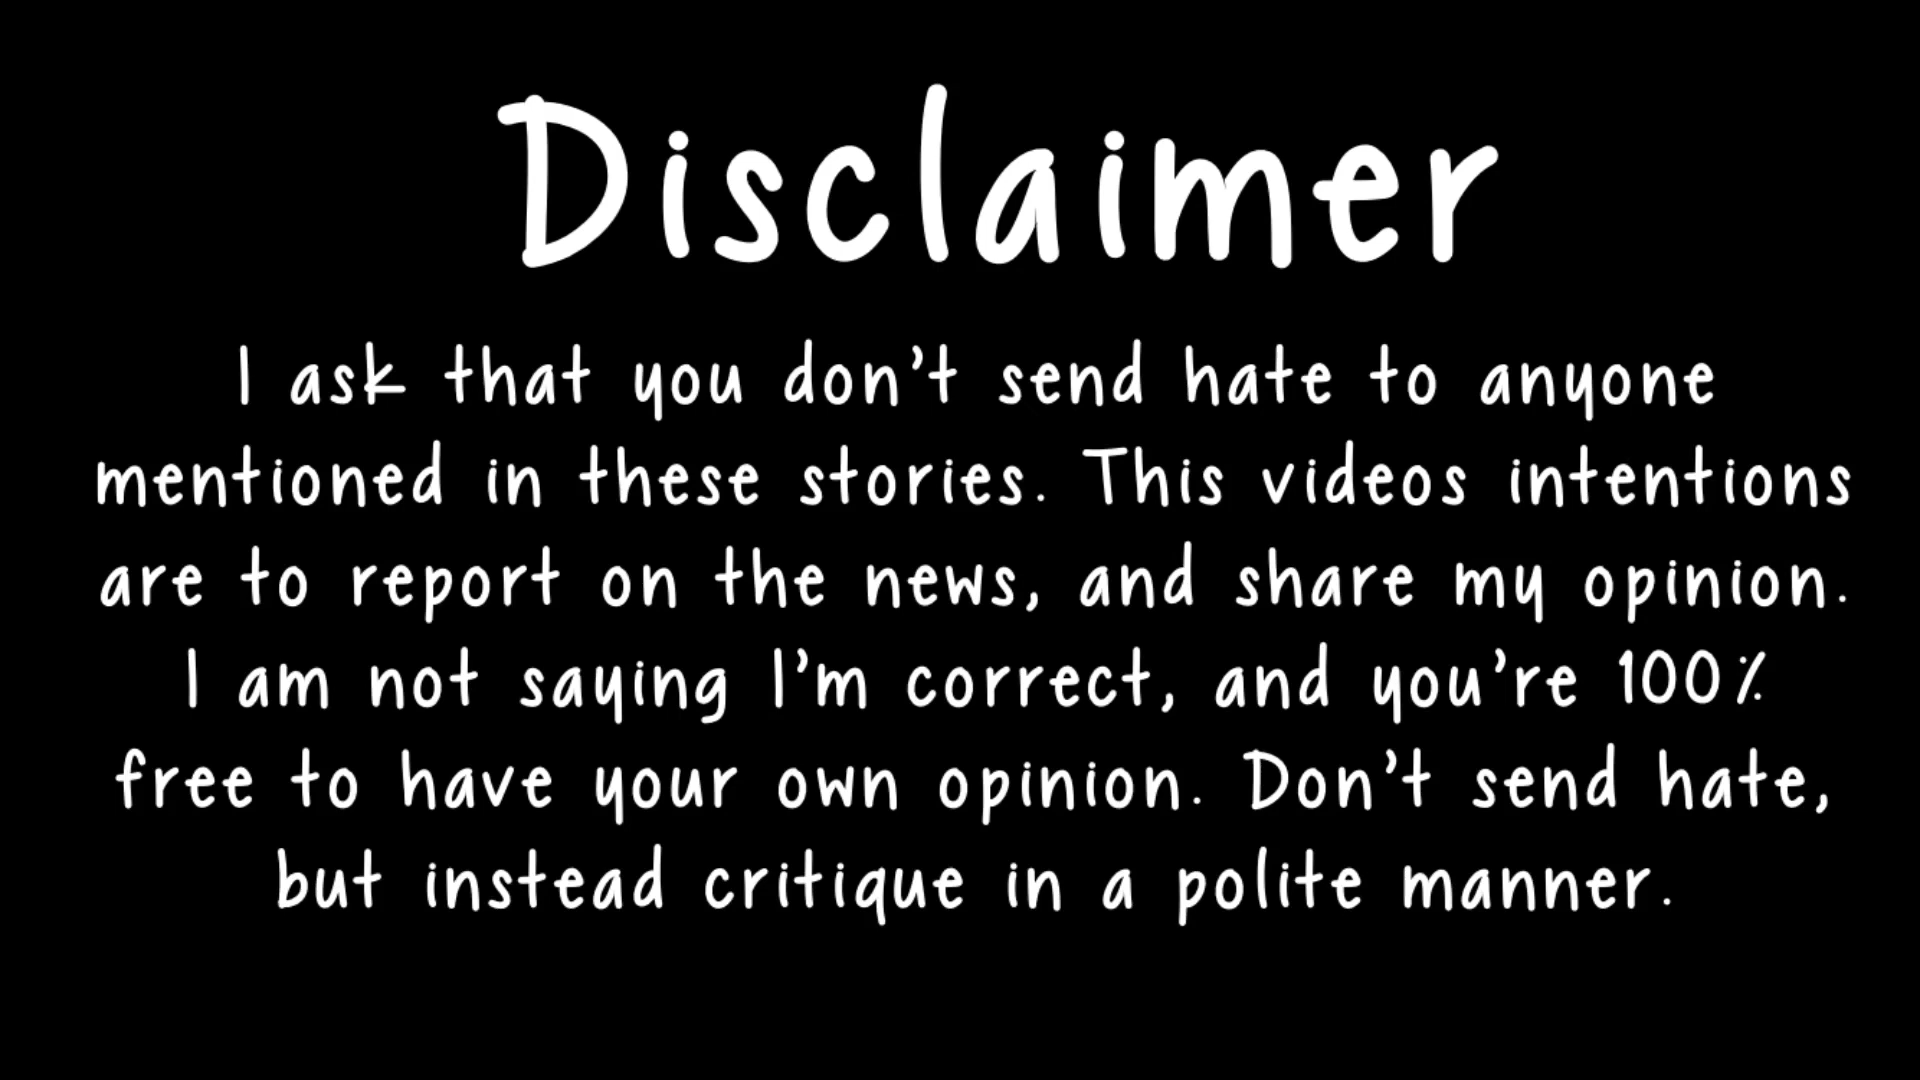 Disclaimer
I ask that you don't send hate to anyone
mentioned in these stories. This videos intentions
are to report on the news, and share my opinion.
I am not saying I'm correct, and you're 100%
free to have your own opinion. Don't send hate,
but instead critique in a polite manner.